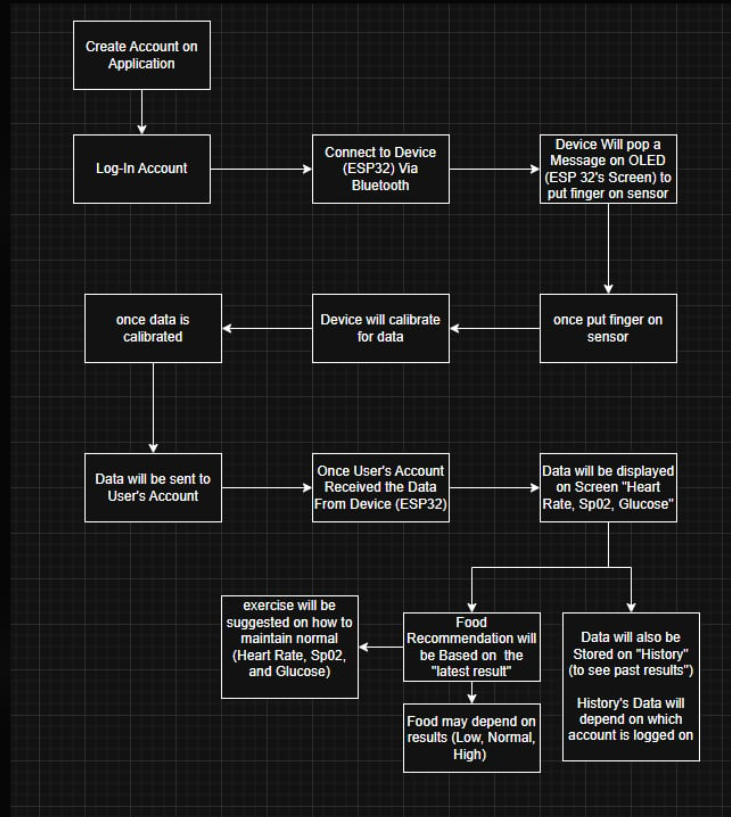 Create Account on
Application
Log-In Account
Connect to Device
(ESP32) Via
Bluetooth
Device Will pop a
Message on OLED
(ESP 32's Screen) to
put finger on sensor
once put finger on
sensor
Device will calibrate
for data
once data is
calibrated
Data will be sent to
User's Account
Once User's Account
Received the Data
From Device (ESP32)
Data will be displayed
on Screen "Heart
Rate, Sp02, Glucose"
Food
Recommendation will
be Based on the
"latest result"
exercise will be
suggested on how to
maintain normal
(Heart Rate, Sp02,
and Glucose)
Food may depend on
results (Low, Normal,
High)
Data will also be
Stored on "History"
(to see past results")
History's Data will
depend on which
account is logged on